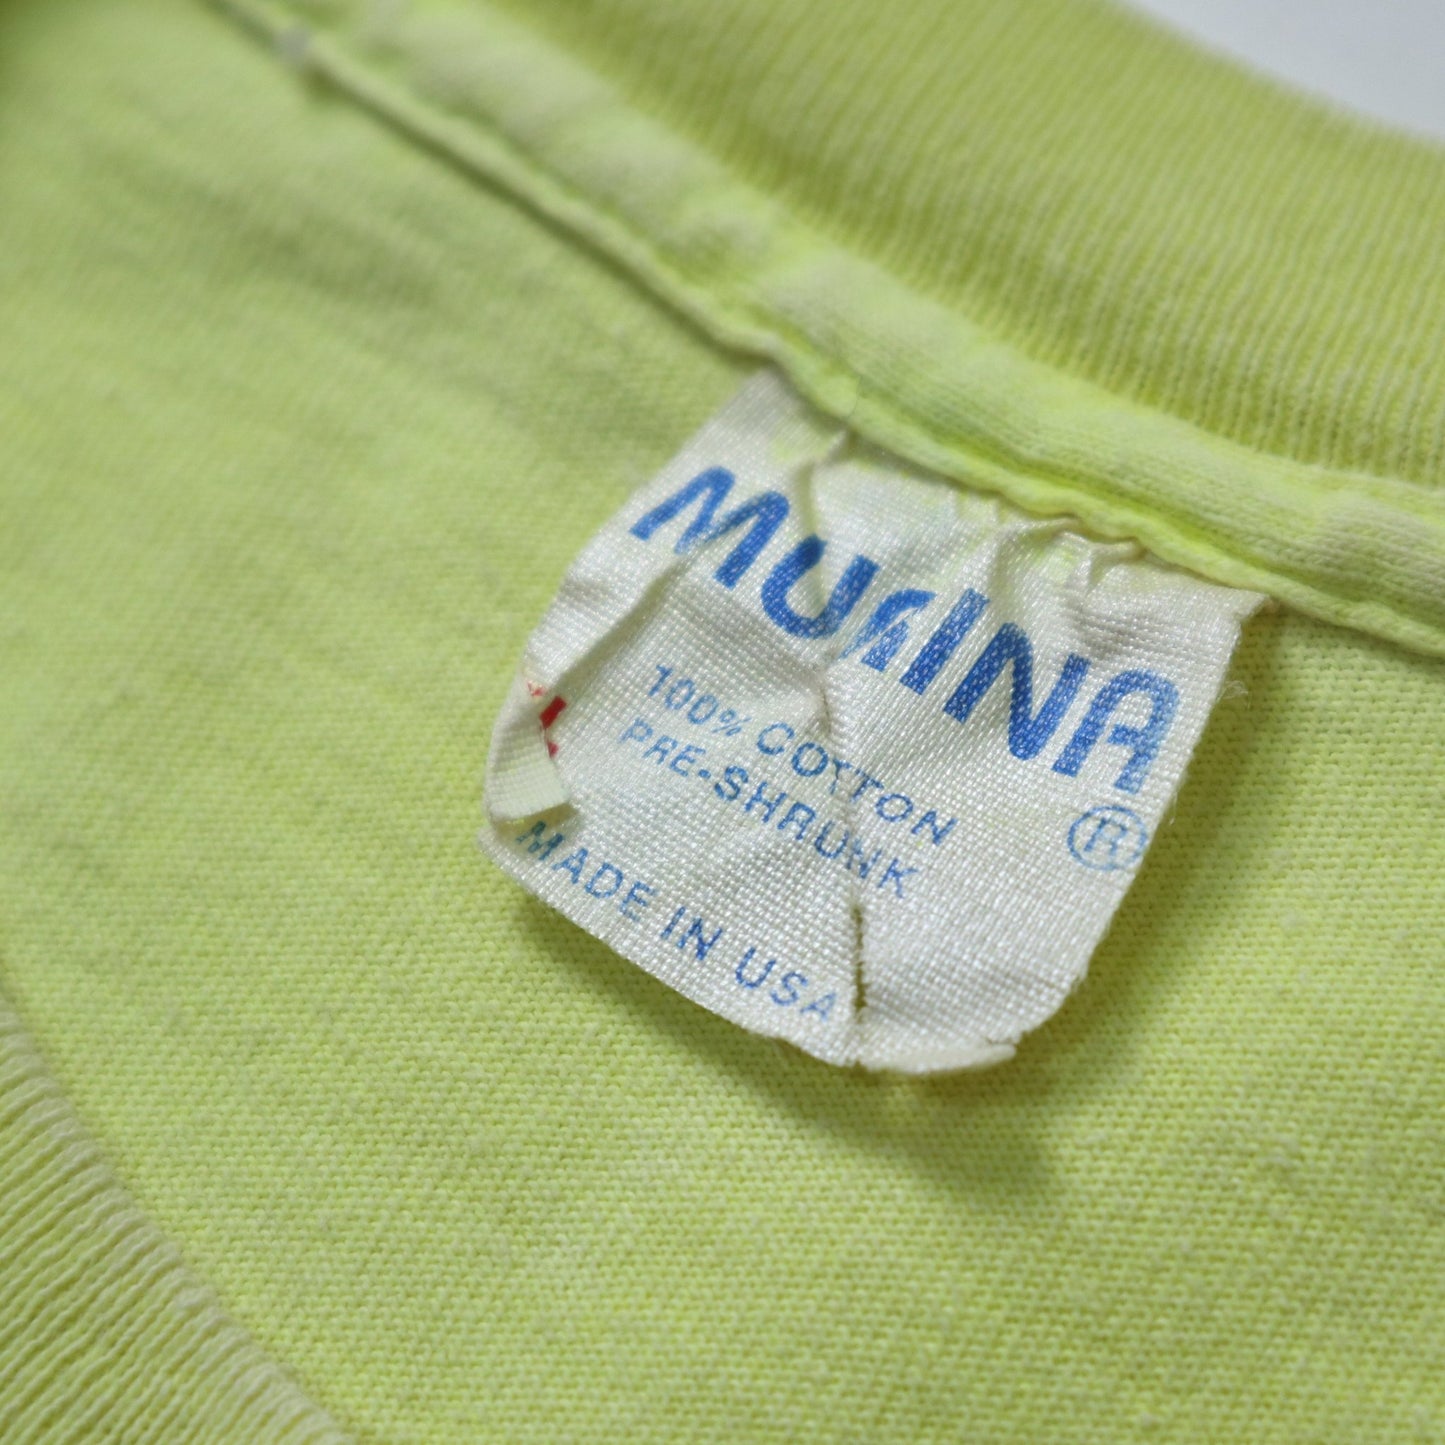 MURINA
®
100% COTTON
PRE-SHRUNK
MADE IN USA